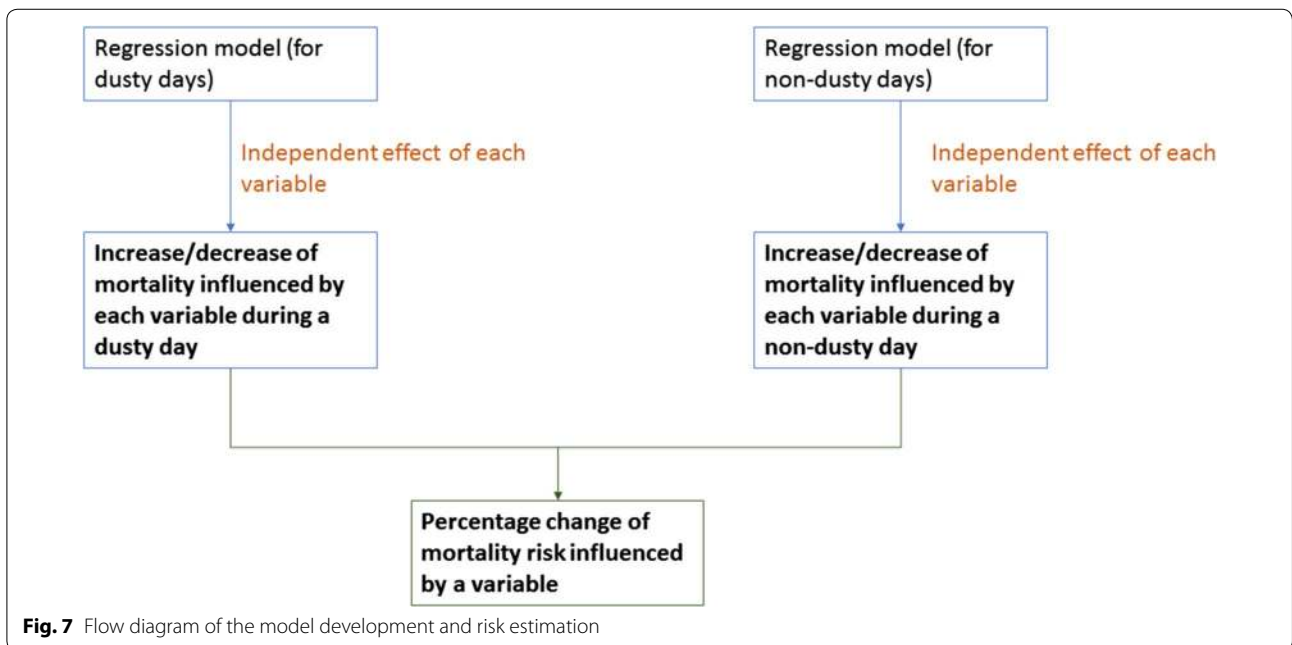 Regression model (for
dusty days)
Regression model (for
non-dusty days)
Independent effect of each
variable
Independent effect of each
variable
Increase/decrease of
mortality influenced by
each variable during a
dusty day
Increase/decrease of
mortality influenced by
each variable during a
non-dusty day
Percentage change of
mortality risk influenced
by a variable
Fig. 7 Flow diagram of the model development and risk estimation